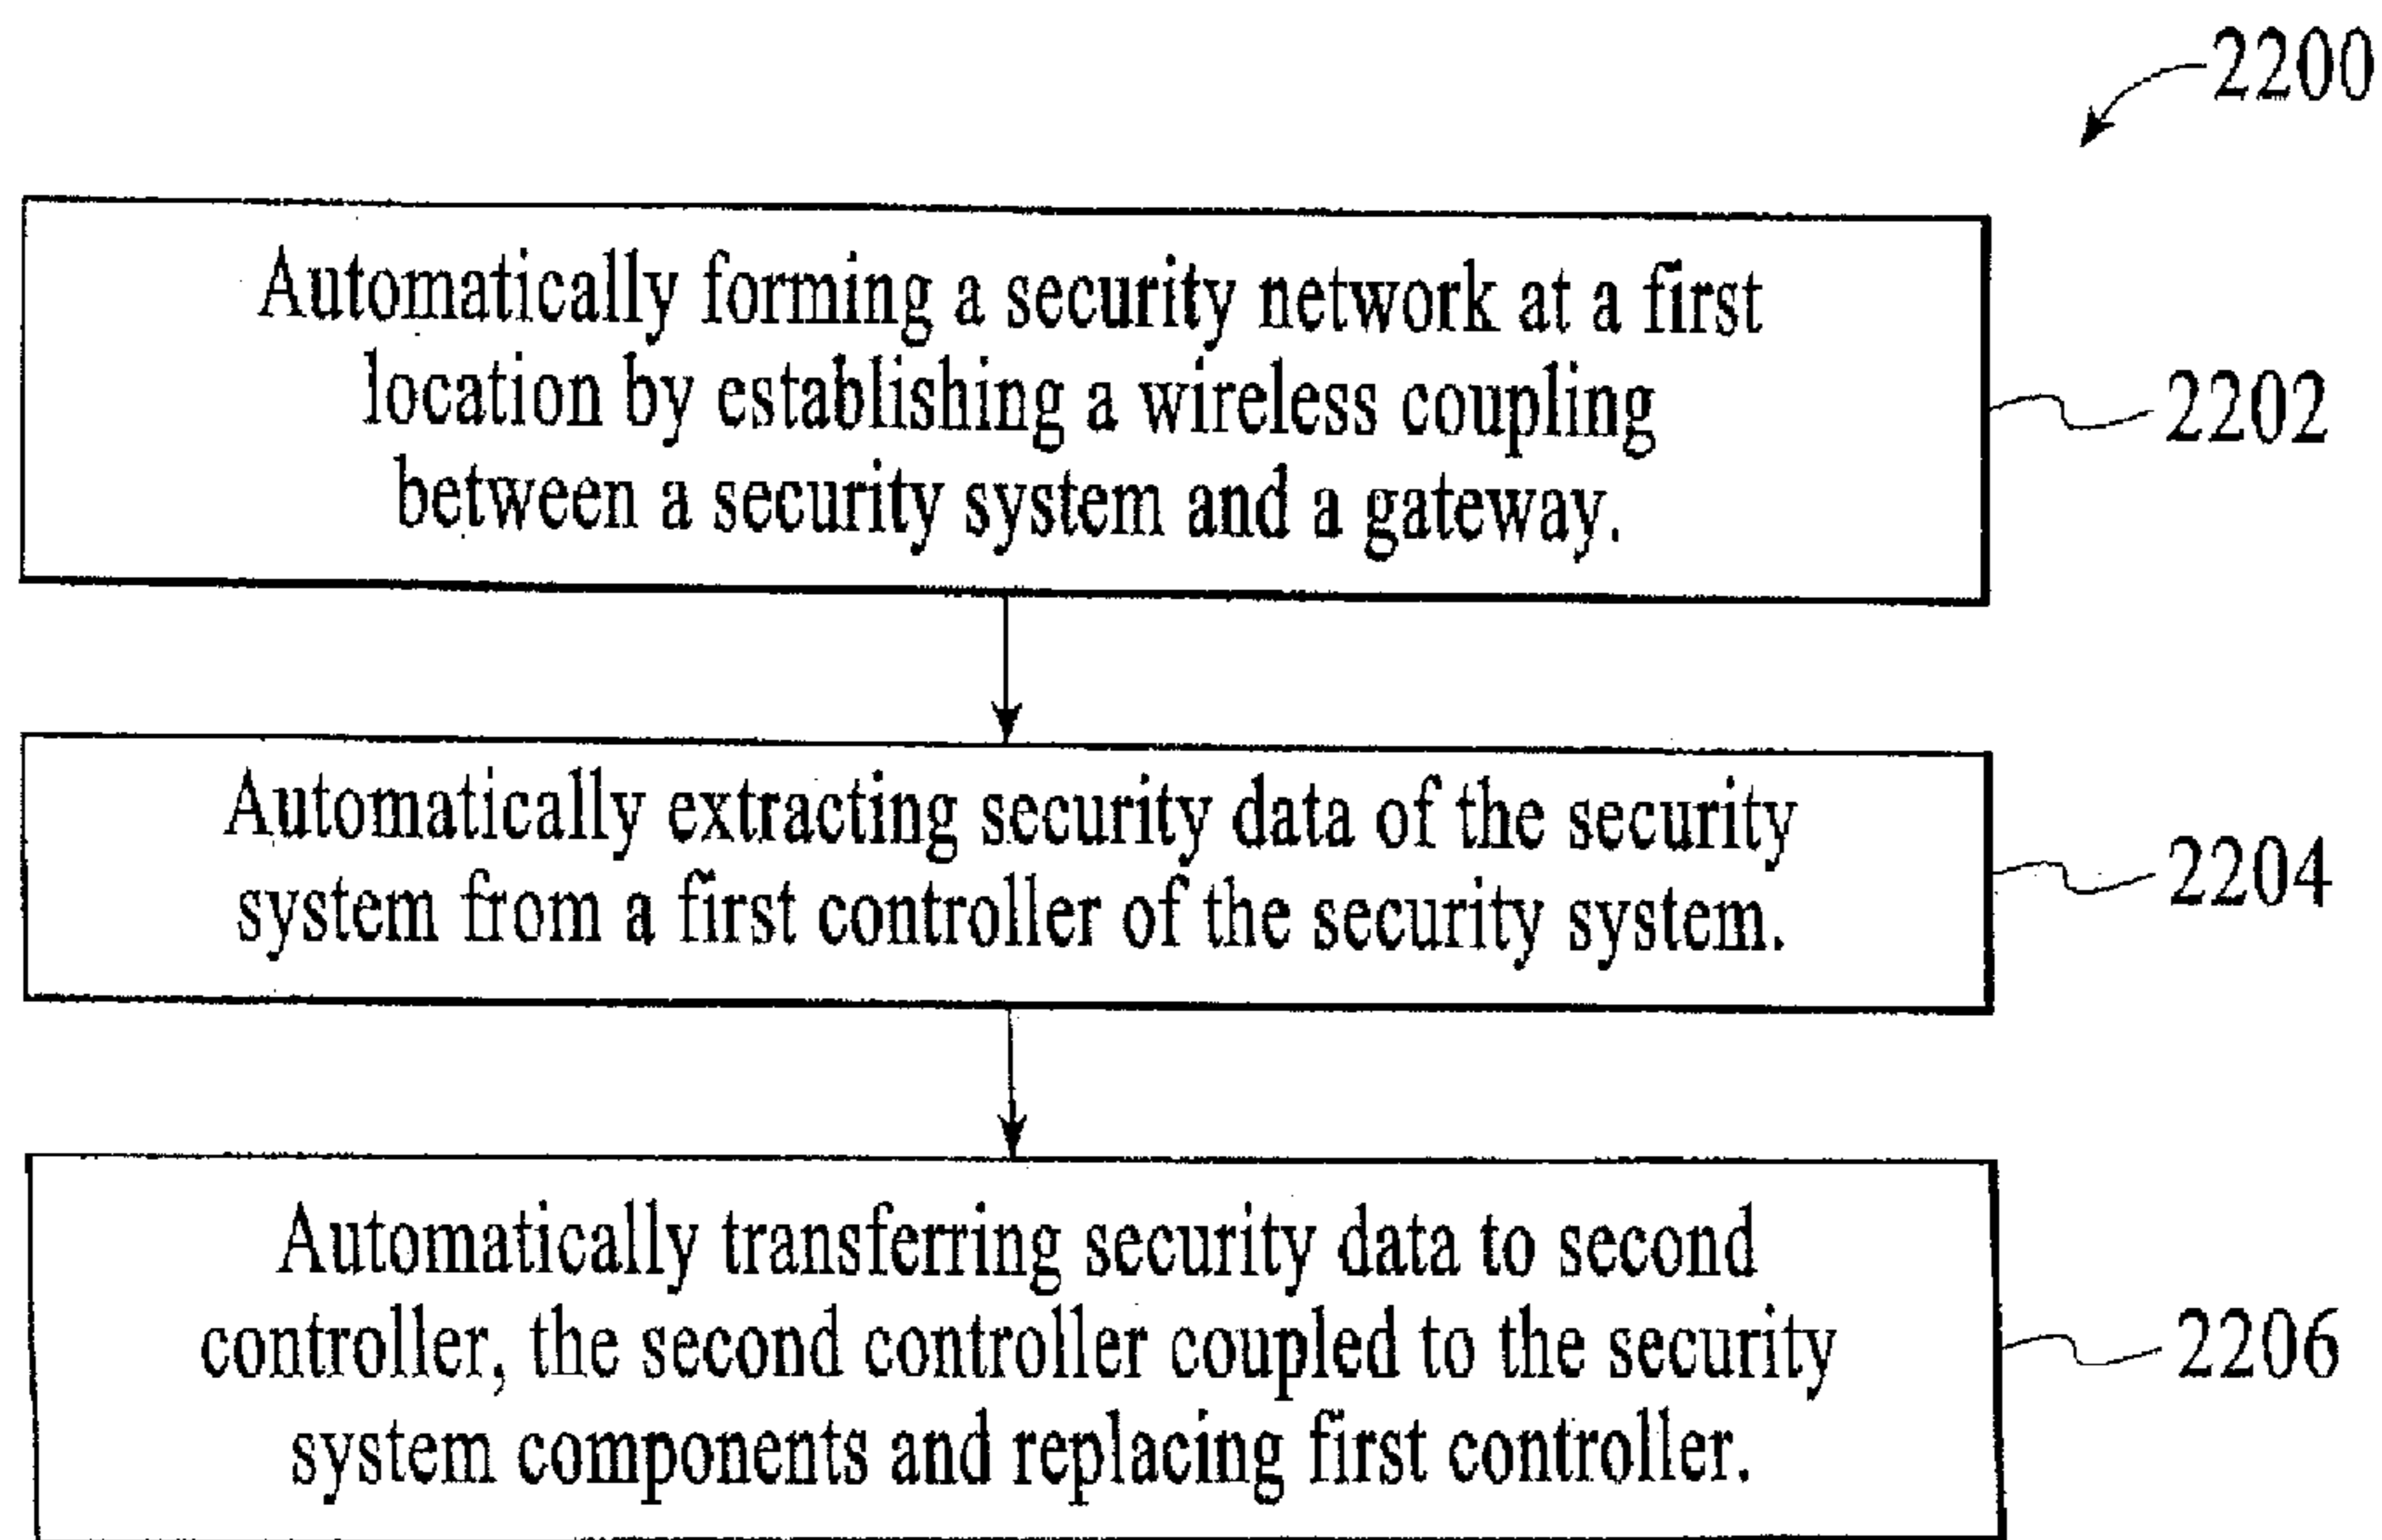 2200
Automatically forming a security network at a first
location by establishing a wireless coupling
between a security system and a gateway.
2202
Automatically extracting security data of the security
system from a first controller of the security system.
2204
Automatically transferring security data to second
controller, the second controller coupled to the security
system components and replacing first controller.
2206